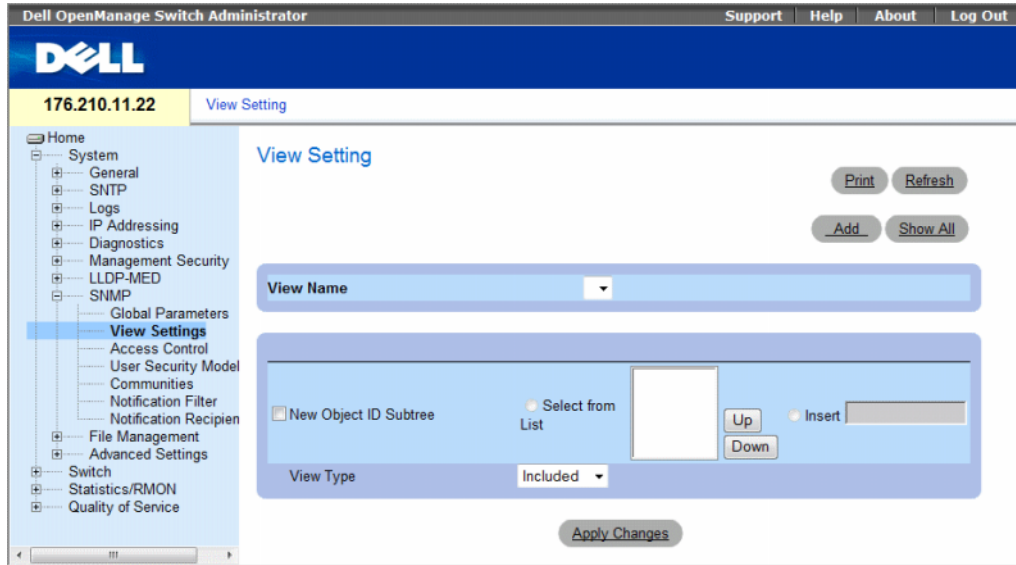 Dell OpenManage Switch Administrator
Support Help About Log Out
DELL
176.210.11.22
View Setting
Home
System
General
SNTP
Logs
IP Addressing
Diagnostics
Management Security
LLDP-MED
SNMP
Global Parameters
View Settings
Access Control
User Security Model
Communities
Notification Filter
Notification Recipien
File Management
Advanced Settings
Switch
Statistics/RMON
Quality of Service
View Setting
Print Refresh
Add Show All
View Name
New Object ID Subtree
Select from
List
Up
Down
Insert
View Type Included
Apply Changes